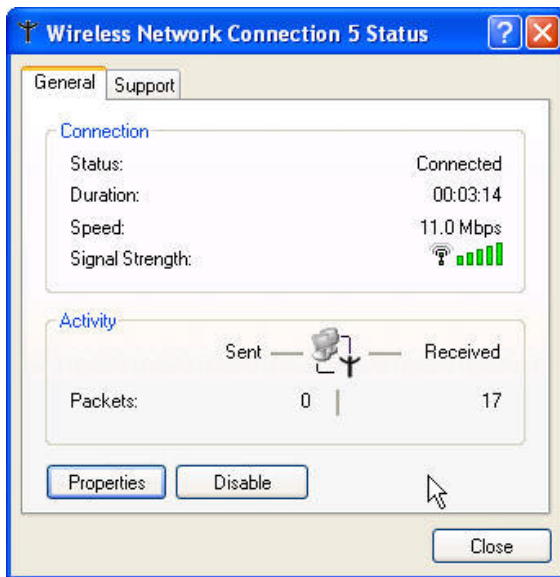 Wireless Network Connection 5 Status
General Support
Connection
Status: Connected
Duration: 00:03:14
Speed: 11.0 Mbps
Signal Strength:
Activity
Sent Received
Packets: 0 17
Properties Disable
Close